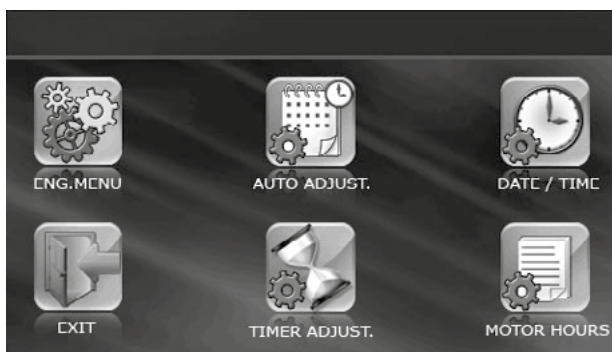 ENG.MENU
AUTO ADJUST.
DATE / TIME
EXIT
TIMER ADJUST.
MOTOR HOURS